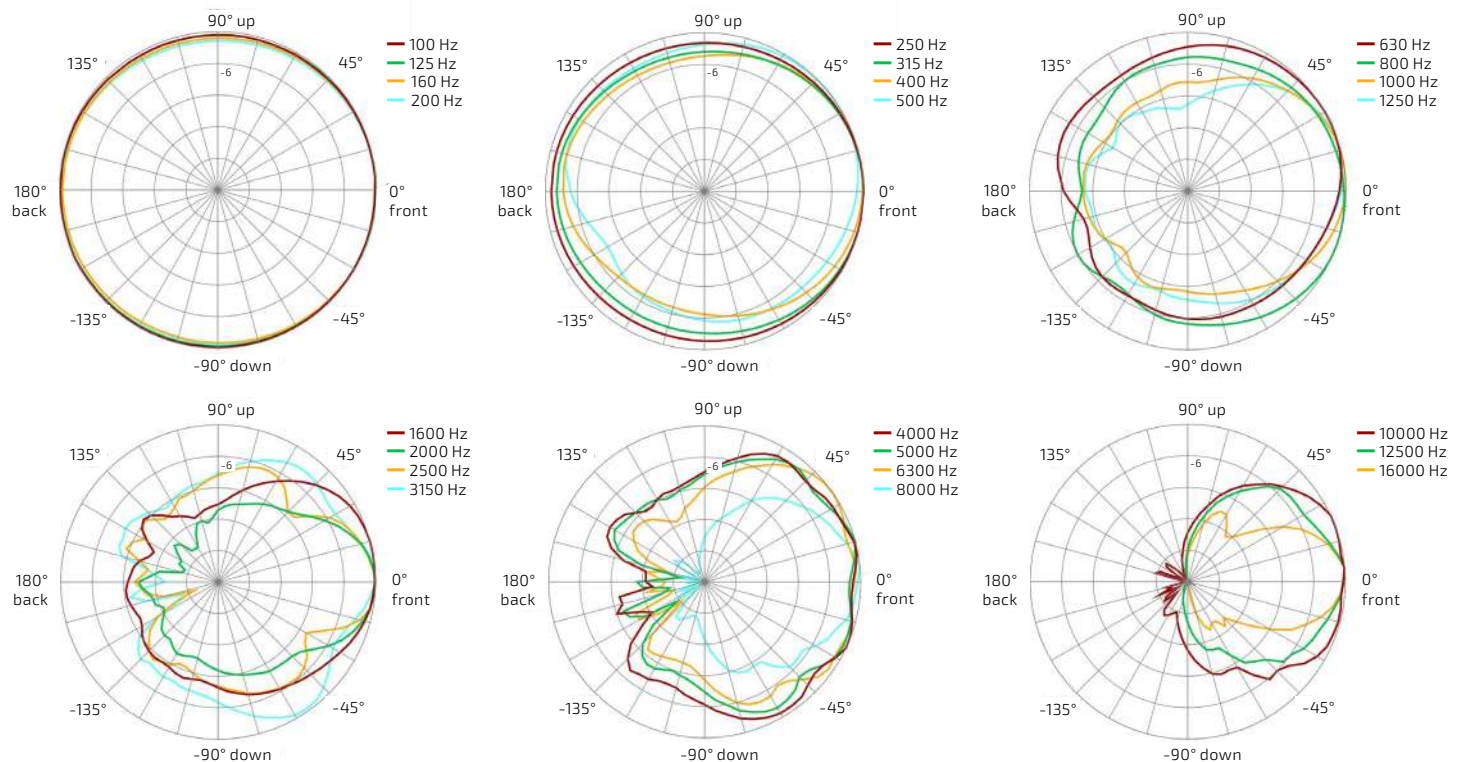 90° up
100 Hz
125 Hz
160 Hz
200 Hz
135°
45°
-6
180°
back
0°
front
-135°
-45°
-90° down
90° up
250 Hz
315 Hz
400 Hz
500 Hz
135°
45°
-6
180°
back
0°
front
-135°
-45°
-90° down
90° up
630 Hz
800 Hz
1000 Hz
1250 Hz
135°
45°
-6
180°
back
0°
front
-135°
-45°
-90° down
90° up
1600 Hz
2000 Hz
2500 Hz
3150 Hz
135°
45°
-6
180°
back
0°
front
-135°
-45°
-90° down
90° up
4000 Hz
5000 Hz
6300 Hz
8000 Hz
135°
45°
-6
180°
back
0°
front
-135°
-45°
-90° down
90° up
10000 Hz
12500 Hz
16000 Hz
135°
45°
-6
180°
back
0°
front
-135°
-45°
-90° down